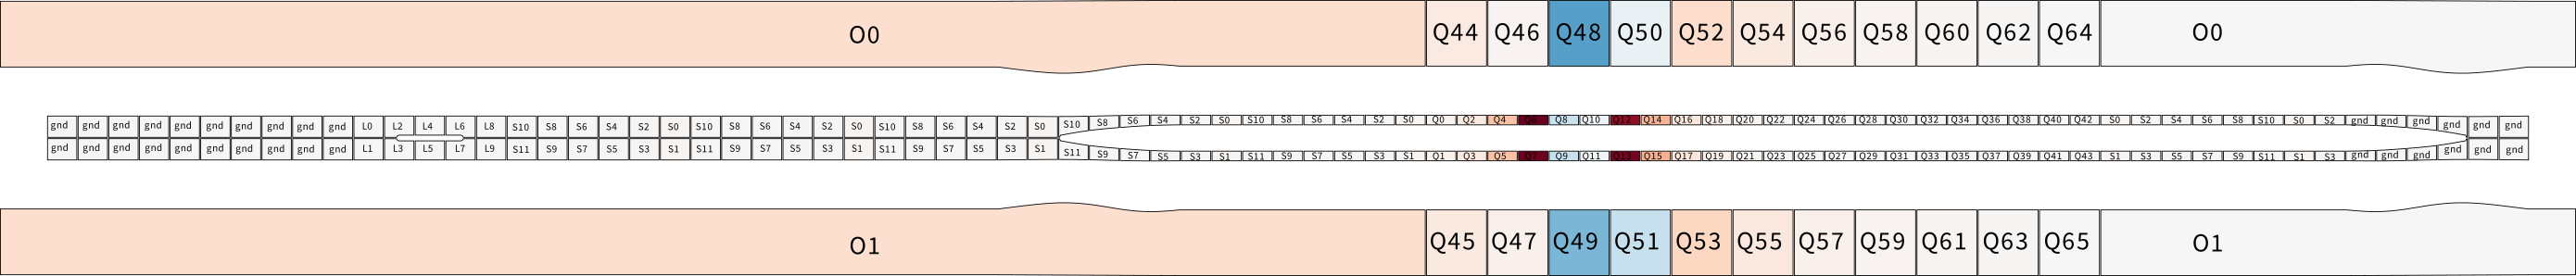 O0 Q44 Q46 Q48 Q50 Q52 Q54 Q56 Q58 Q60 Q62 Q64 O0
gnd gnd gnd gnd gnd gnd gnd gnd gnd gnd L0 L2 L4 L6 L8 S10 S8 S6 S4 S2 S0 S10 S8 S6 S4 S2 S0 S10 S8 S6 S4 S2 S0 S10 S8 S6 S4 S2 S0 S10 S8 S6 S4 S2 S0 Q0 Q2 Q4 Q6 Q8 Q10 Q12 Q14 Q16 Q18 Q20 Q22 Q24 Q26 Q28 Q30 Q32 Q34 Q36 Q38 Q40 Q42 S0 S2 S4 S6 S8 S10 S0 S2 gnd gnd gnd gnd gnd gnd
gnd gnd gnd gnd gnd gnd gnd gnd gnd gnd L1 L3 L5 L7 L9 S11 S9 S7 S5 S3 S1 S11 S9 S7 S5 S3 S1 S11 S9 S7 S5 S3 S1 S11 S9 S7 S5 S3 S1 S11 S9 S7 S5 S3 S1 Q1 Q3 Q5 Q7 Q9 Q11 Q13 Q15 Q17 Q19 Q21 Q23 Q25 Q27 Q29 Q31 Q33 Q35 Q37 Q39 Q41 Q43 S1 S3 S5 S7 S9 S11 S1 S3 gnd gnd gnd gnd gnd gnd
O1 Q45 Q47 Q49 Q51 Q53 Q55 Q57 Q59 Q61 Q63 Q65 O1